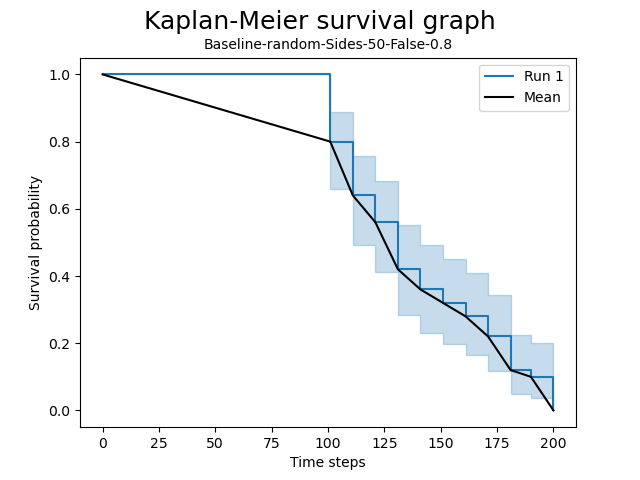 Kaplan-Meier survival graph
Baseline-random-Sides-50-False-0.8
Run 1
Mean
1.0
0.8
0.6
0.4
0.2
0.0
Survival probability
0 25 50 75 100 125 150 175 200
Time steps